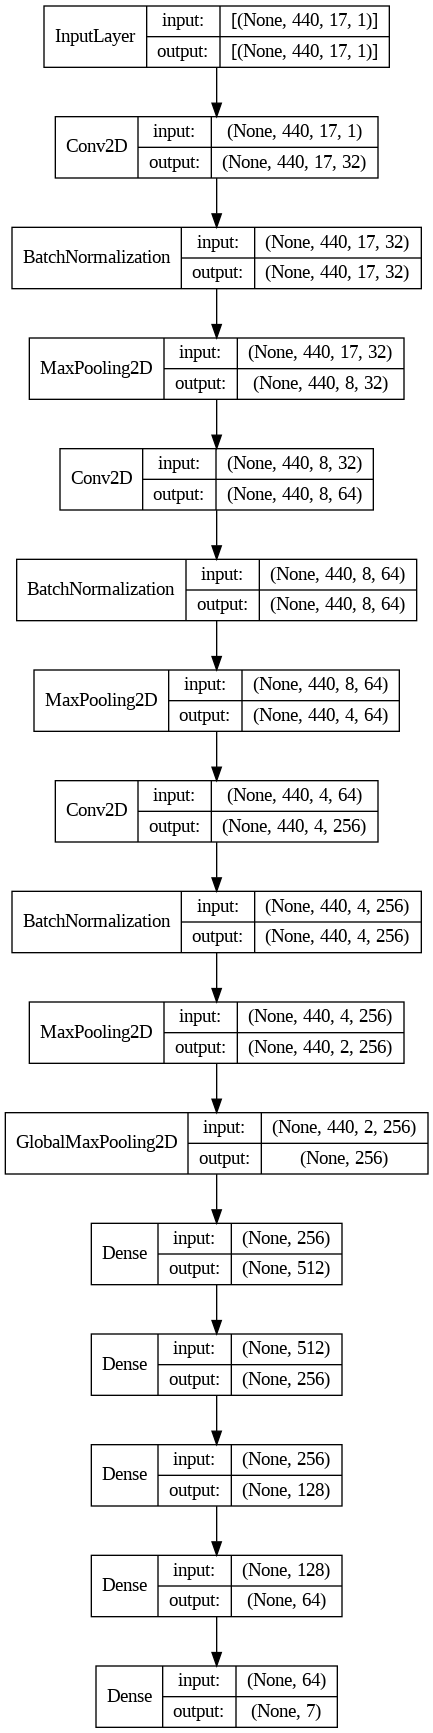 InputLayer input: [(None, 440, 17, 1)]
output: [(None, 440, 17, 1)]
Conv2D input: (None, 440, 17, 1)
output: (None, 440, 17, 32)
BatchNormalization input: (None, 440, 17, 32)
output: (None, 440, 17, 32)
MaxPooling2D input: (None, 440, 17, 32)
output: (None, 440, 8, 32)
Conv2D input: (None, 440, 8, 32)
output: (None, 440, 8, 64)
BatchNormalization input: (None, 440, 8, 64)
output: (None, 440, 8, 64)
MaxPooling2D input: (None, 440, 8, 64)
output: (None, 440, 4, 64)
Conv2D input: (None, 440, 4, 64)
output: (None, 440, 4, 256)
BatchNormalization input: (None, 440, 4, 256)
output: (None, 440, 4, 256)
MaxPooling2D input: (None, 440, 4, 256)
output: (None, 440, 2, 256)
GlobalMaxPooling2D input: (None, 440, 2, 256)
output: (None, 256)
Dense input: (None, 256)
output: (None, 512)
Dense input: (None, 512)
output: (None, 256)
Dense input: (None, 256)
output: (None, 128)
Dense input: (None, 128)
output: (None, 64)
Dense input: (None, 64)
output: (None, 7)